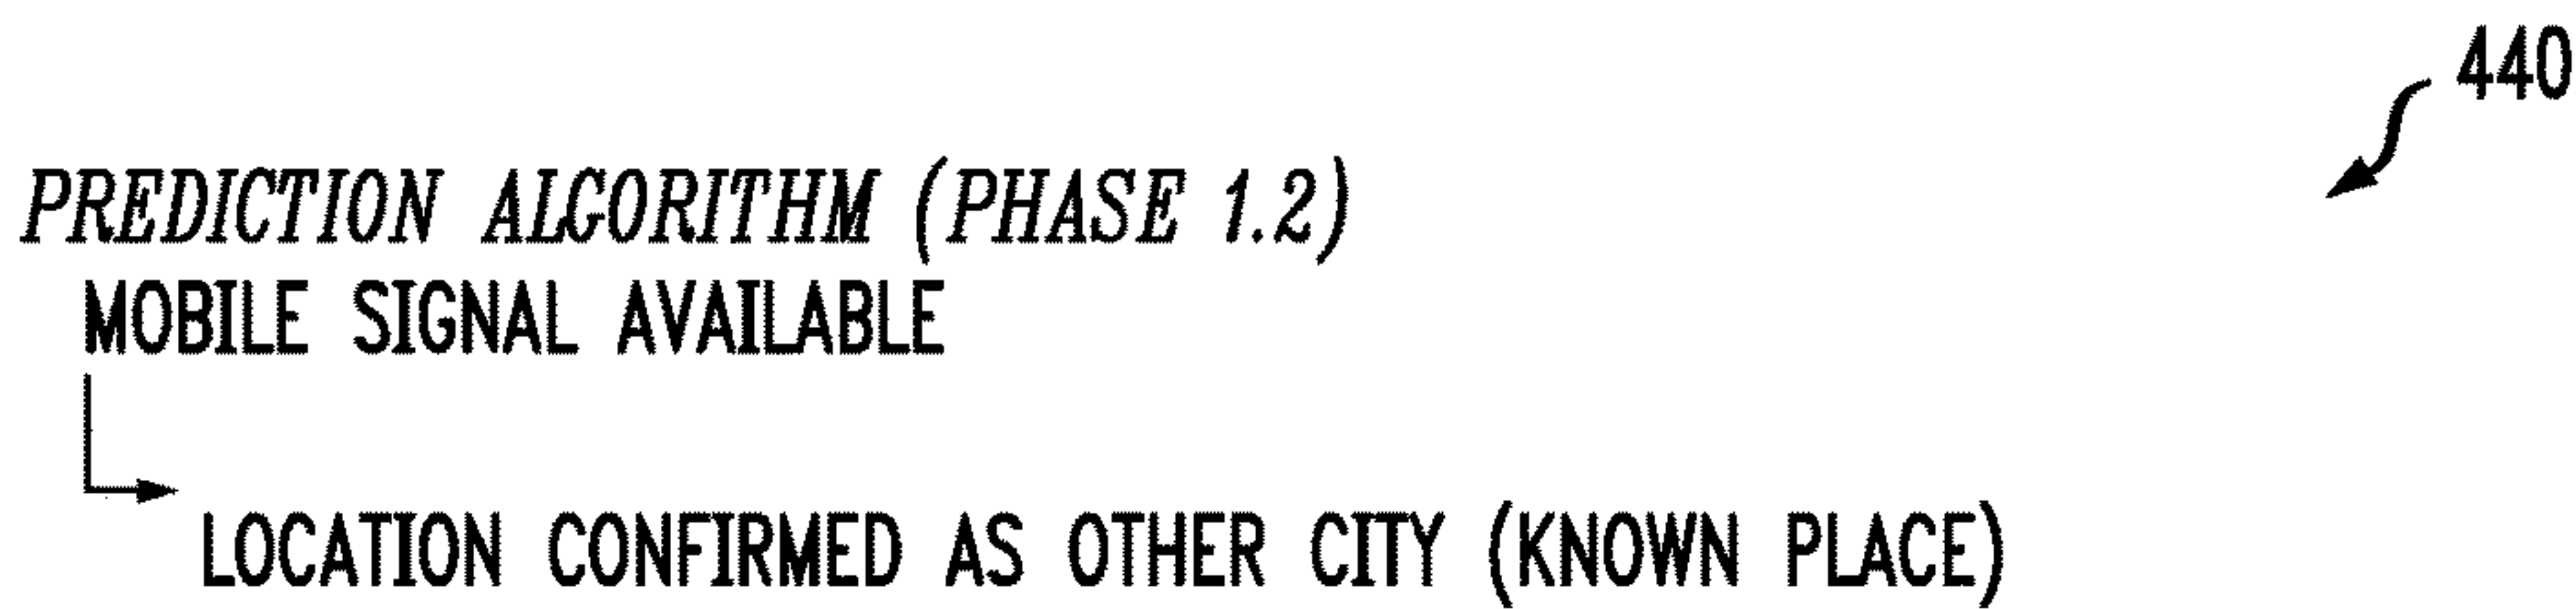 440
PREDICTION ALGORITHM (PHASE 1.2)
MOBILE SIGNAL AVAILABLE
LOCATION CONFIRMED AS OTHER CITY (KNOWN PLACE)